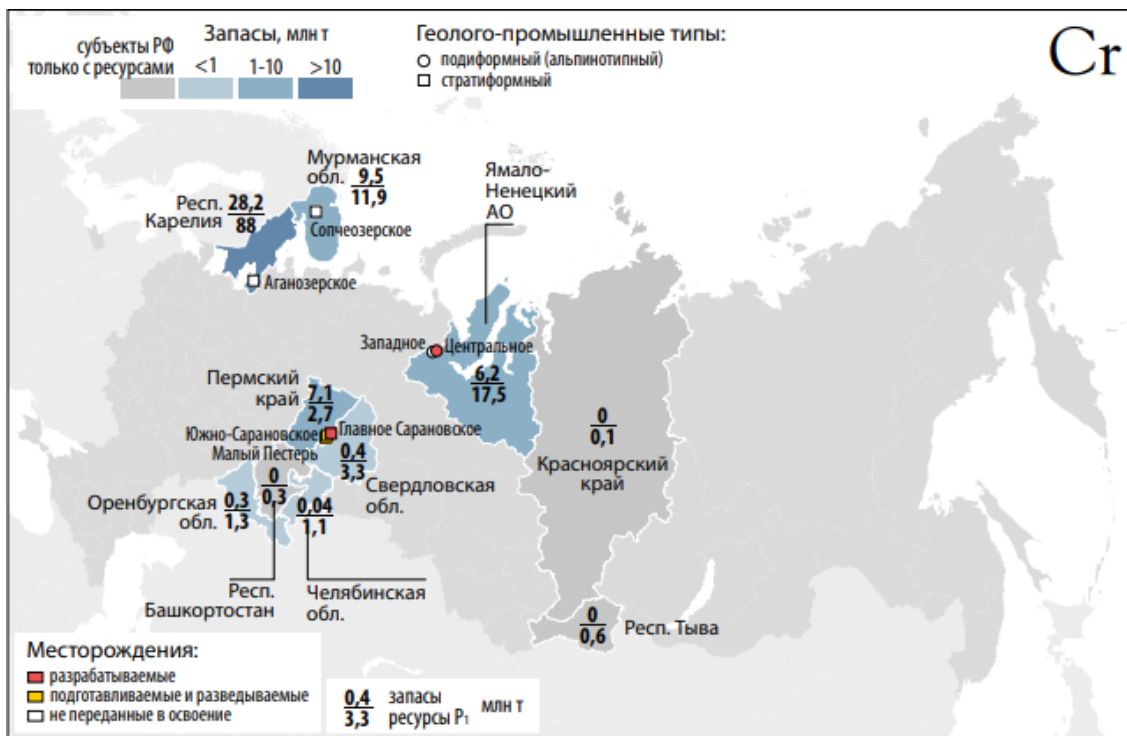 Запасы, млн т
субъекты РФ
только с ресурсами
<1 1-10 >10
Геолого-промышленные типы:
подиформный (альпинотипный)
стратиформный
Cr
Мурманская
обл. 9,5
11,9
Сопчеозерское
Респ.
Карелия
28,2
88
Аганозерское
Ямало-
Ненецкий
АО
Западное
Центральное
6,2
17,5
Пермский
край
7,1
2,7
Южно-Сарановское
Главное Сарановское
Малый Пестерь
0,4
3,3
Свердловская
обл.
Оренбургская
обл.
0,3
1,3
0
0,3
0,04
1,1
Респ.
Башкортостан
Челябинская
обл.
0
0,1
Красноярский
край
0
0,6
Респ. Тыва
Месторождения:
разрабатываемые
подготавливаемые и разведываемые
не переданные в освоение
0,4 запасы
3,3 ресурсы P1
млн т